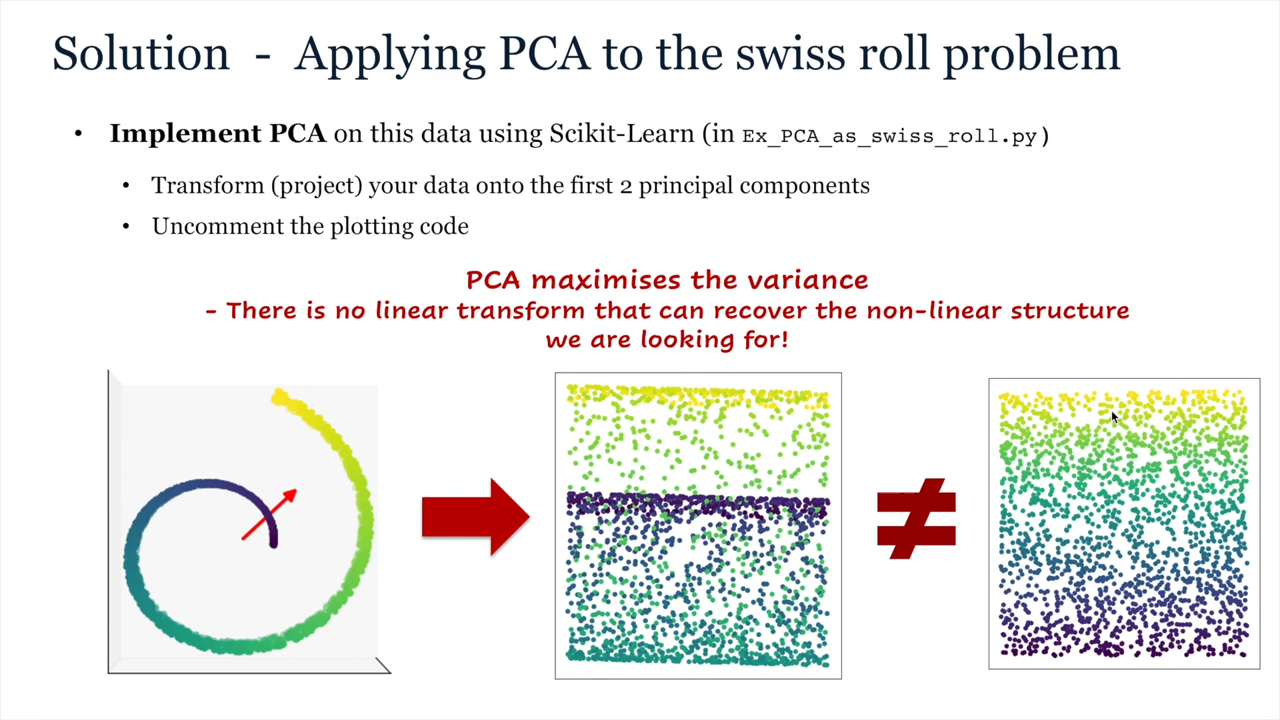 Solution - Applying PCA to the swiss roll problem
• Implement PCA on this data using Scikit-Learn (in Ex_PCA_as_swiss_roll.py)
• Transform (project) your data onto the first 2 principal components
• Uncomment the plotting code
PCA maximises the variance
- There is no linear transform that can recover the non-linear structure
we are looking for!
≠